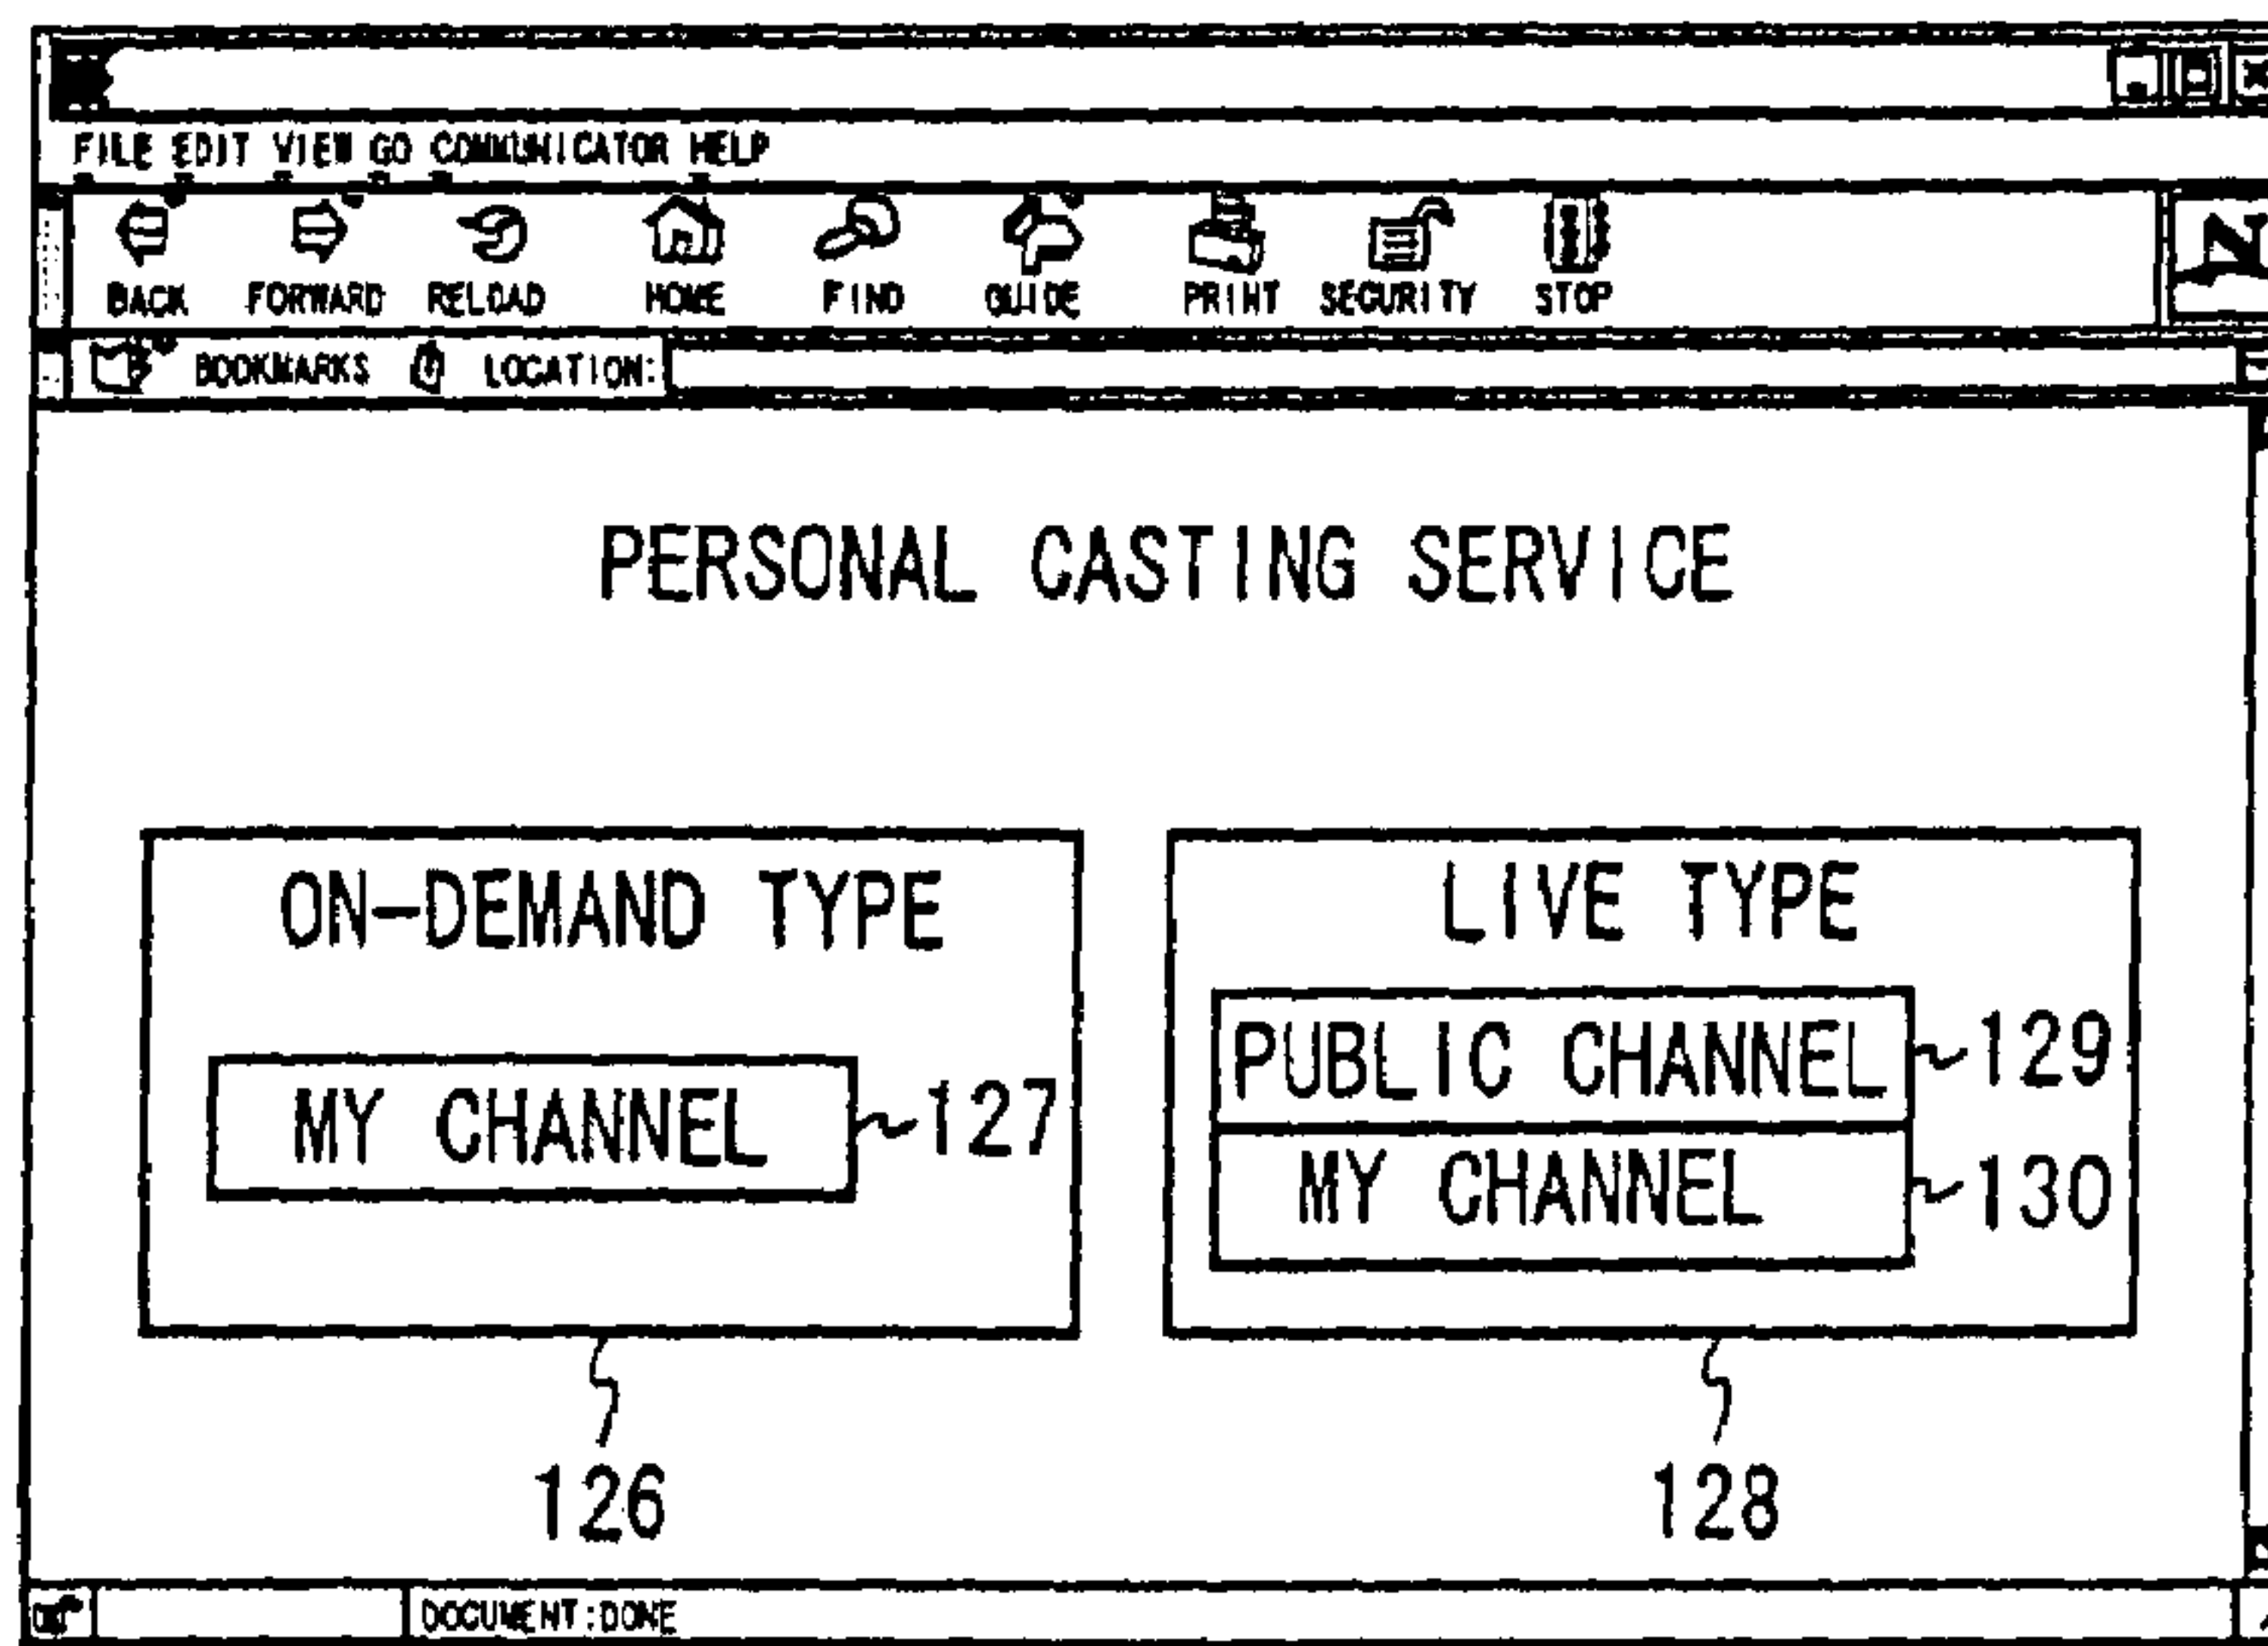 FILE EDIT VIEW GO COMMUNICATOR HELP
BACK FORWARD RELOAD HOME FIND GUIDE PRINT SECURITY STOP
N
BOOKMARKS LOCATION:
PERSONAL CASTING SERVICE
ON-DEMAND TYPE
MY CHANNEL
127
126
LIVE TYPE
PUBLIC CHANNEL
129
MY CHANNEL
130
128
DOCUMENT:DONE